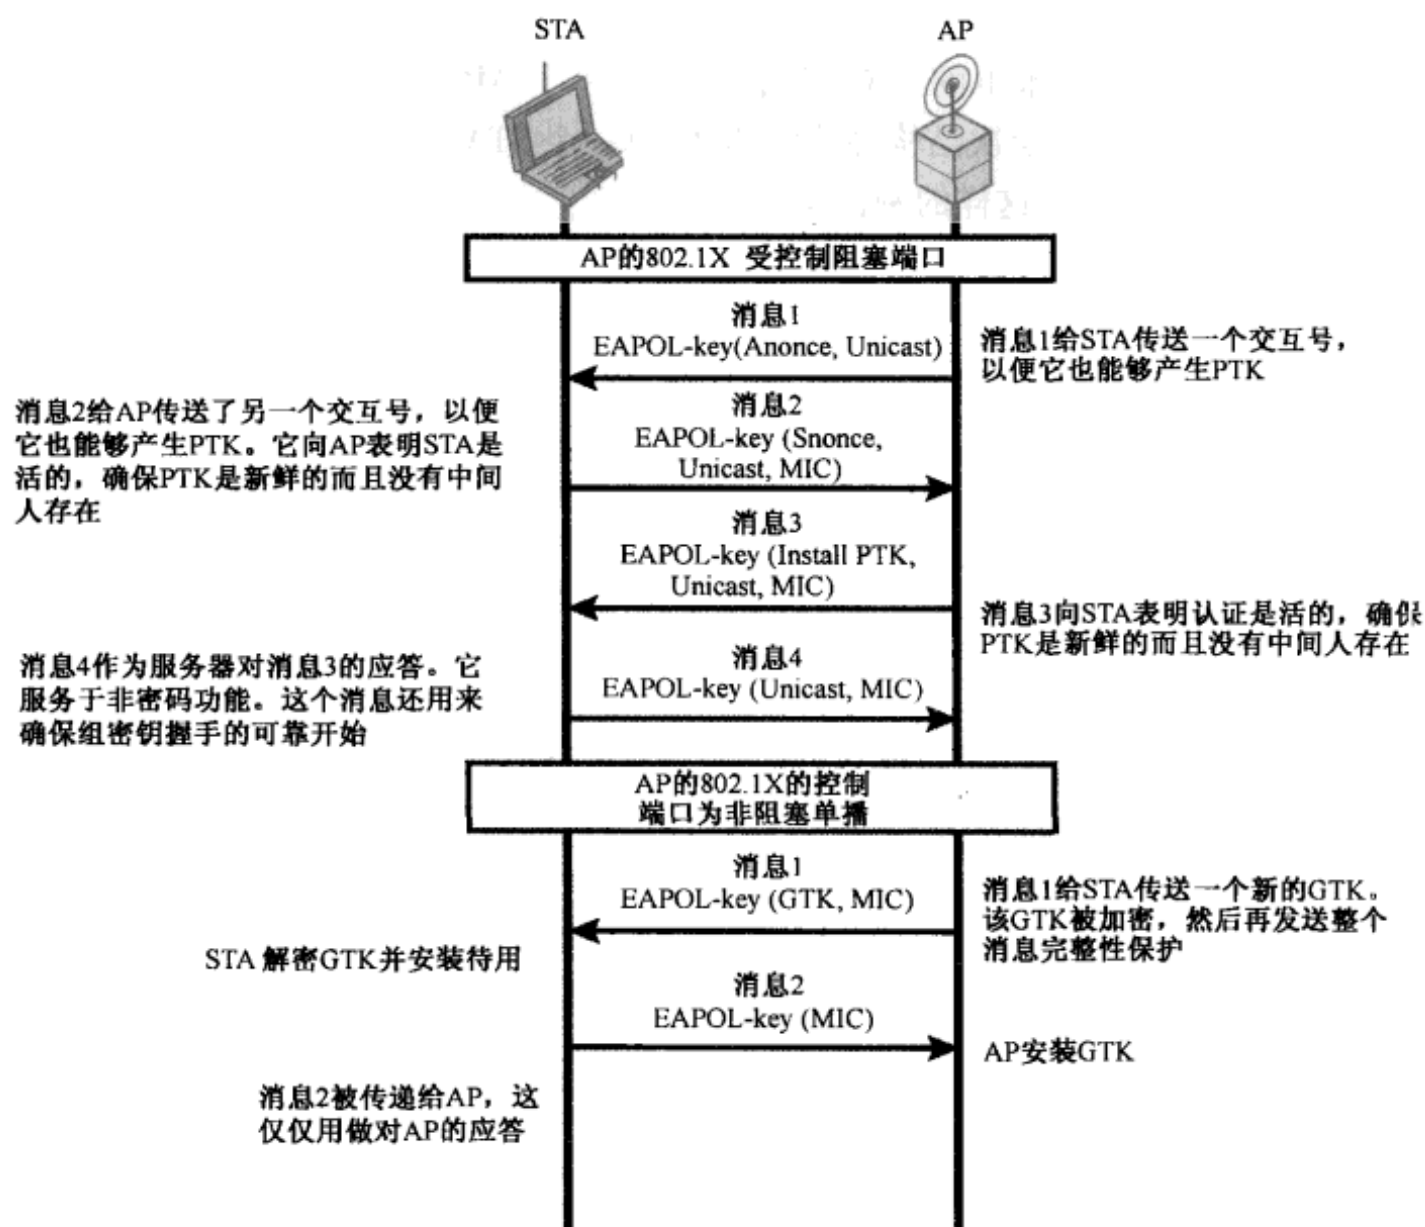 STA
AP
AP的802.1X 受控制阻塞端口
消息1
EAPOL-key(Anonce, Unicast)
消息1给STA传送一个交互号，
以便它也能够产生PTK
消息2
EAPOL-key (Snonce,
Unicast, MIC)
消息2给AP传送了另一个交互号，以便
它也能够产生PTK。它向AP表明STA是
活的，确保PTK是新鲜的而且没有中间
人存在
消息3
EAPOL-key (Install PTK,
Unicast, MIC)
消息3向STA表明认证是活的，确保
PTK是新鲜的而且没有中间人存在
消息4
EAPOL-key (Unicast, MIC)
消息4作为服务器对消息3的应答。它
服务于非密码功能。这个消息还用来
确保组密钥握手的可靠开始
AP的802.1X的控制
端口为非阻塞单播
消息1
EAPOL-key (GTK, MIC)
消息1给STA传送一个新的GTK。
该GTK被加密，然后再发送整个
消息完整性保护
STA 解密GTK并安装待用
消息2
EAPOL-key (MIC)
AP安装GTK
消息2被传递给AP，这
仅仅用做对AP的应答